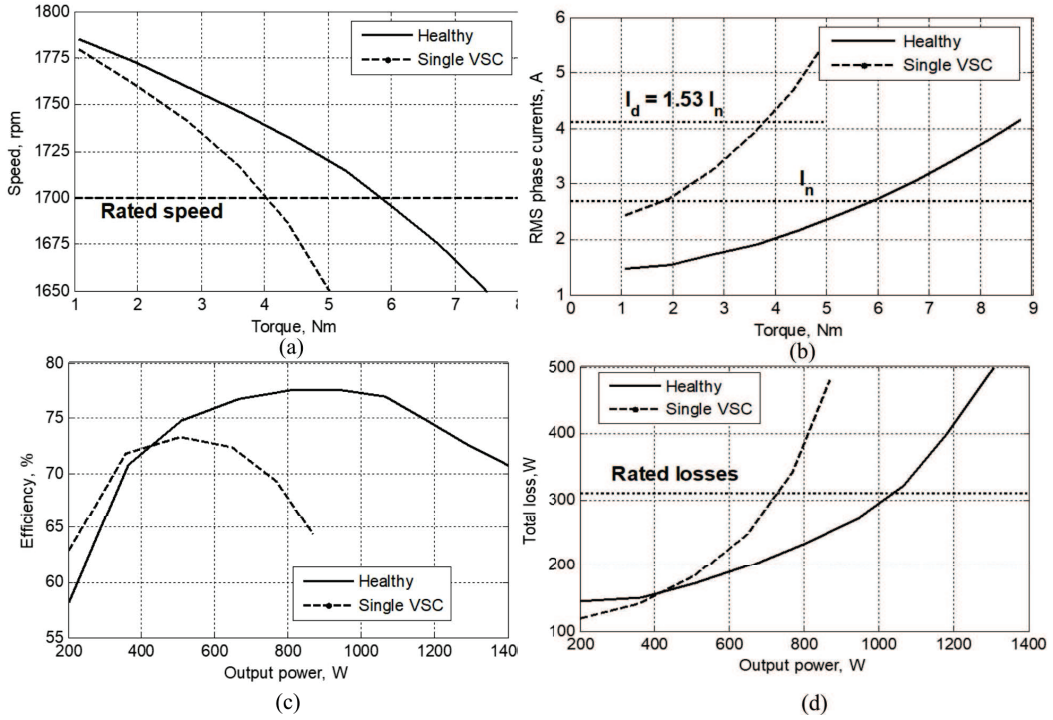 1800
1775
1750
1725
1700
1675
1650
Speed, rpm
Healthy
Single VSC
Rated speed
1 2 3 4 5 6 7 8
Torque, Nm
(a)
6
5
4
3
2
1
RMS phase currents, A
Healthy
Single VSC
I_d = 1.53 I_n
I_n
0 1 2 3 4 5 6 7 8 9
Torque, Nm
(b)
80
75
70
65
60
55
Efficiency, %
Healthy
Single VSC
200 400 600 800 1000 1200 1400
Output power, W
(c)
500
400
300
200
100
Total loss,W
Healthy
Single VSC
Rated losses
200 400 600 800 1000 1200 1400
Output power, W
(d)